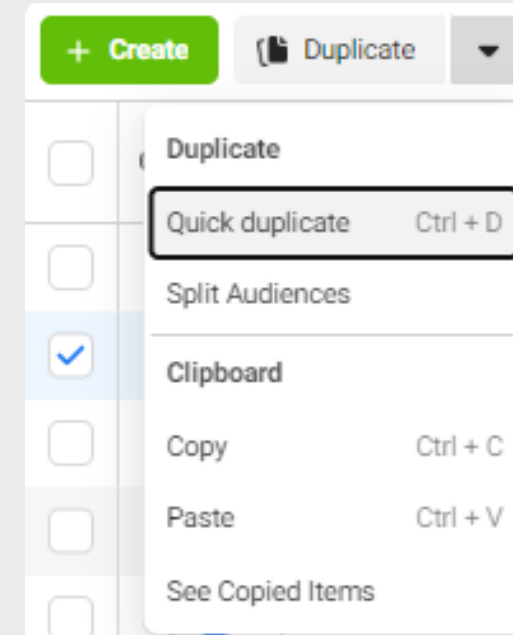 + Create
Duplicate
Duplicate
Quick duplicate Ctrl + D
Split Audiences
Clipboard
Copy Ctrl + C
Paste Ctrl + V
See Copied Items